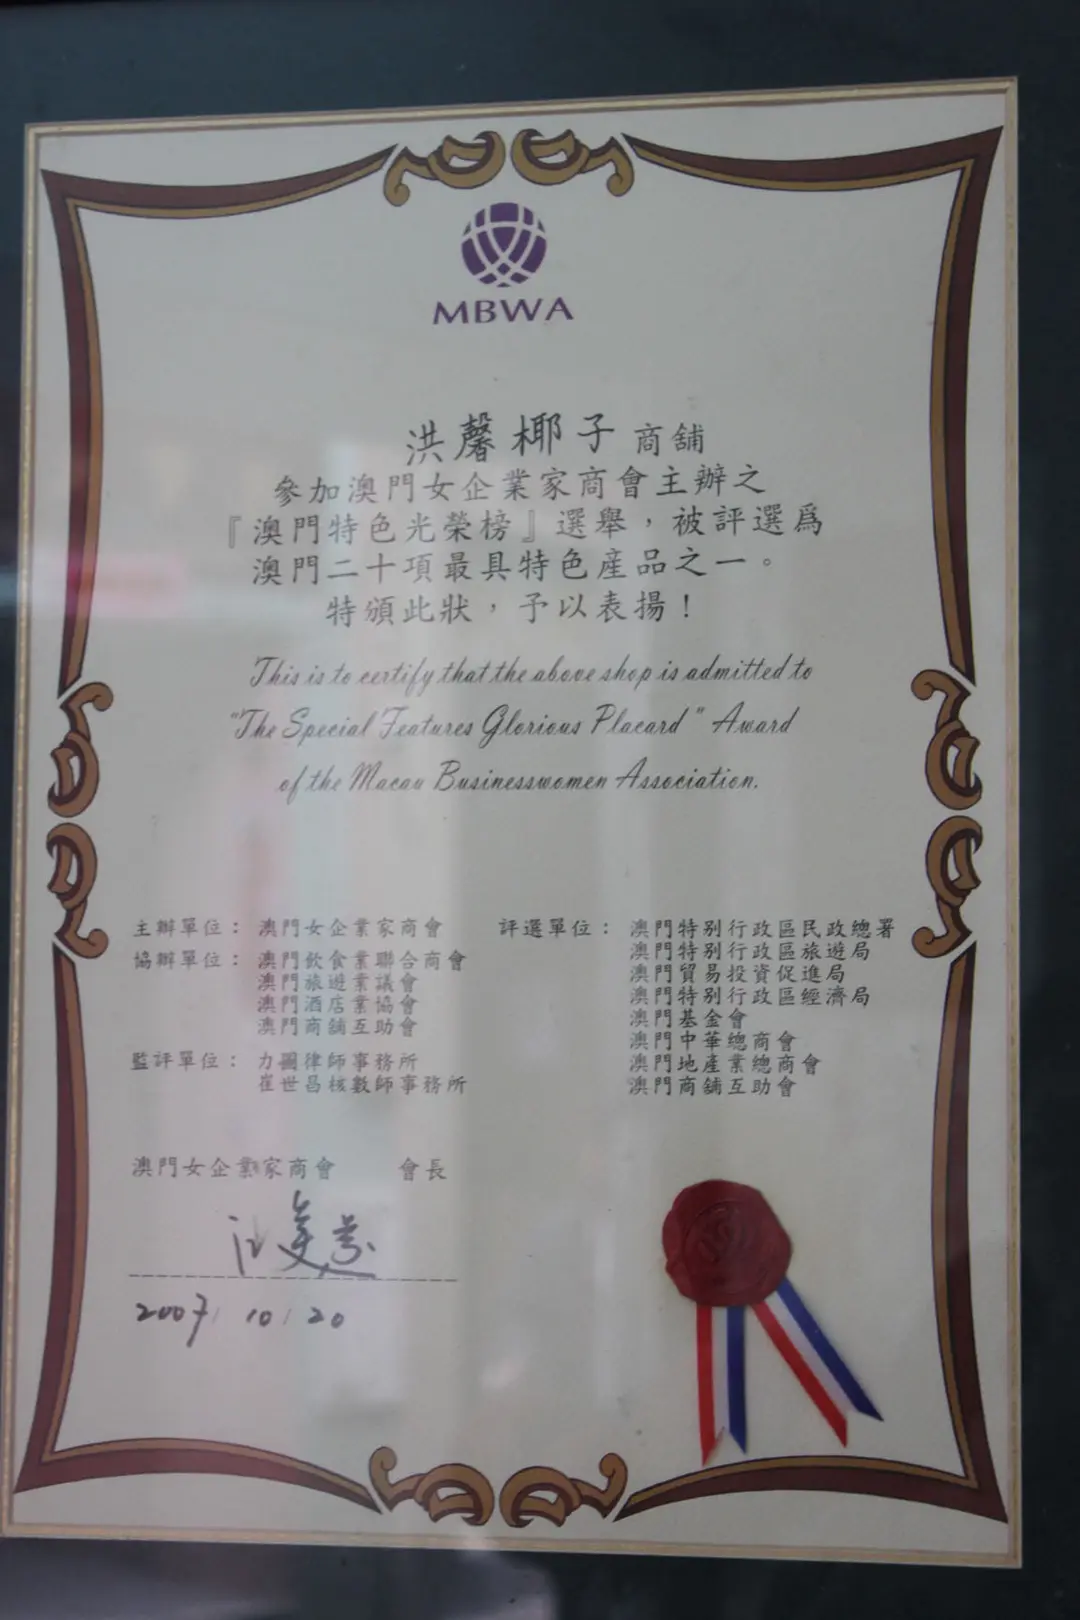 MBWA
洪馨椰子 商舖
參加澳門女企業家商會主辦之
『澳門特色光榮榜』選舉，被評選爲
澳門二十項最具特色產品之一。
特頒此狀，予以表揚！
This is to certify that the above shop is admitted to
"The Special Features Glorious Placard" Award
of the Macau Businesswomen Association.
主辦單位： 澳門女企業家商會
協辦單位： 澳門飲食業聯合商會
澳門旅遊業議會
澳門酒店業協會
澳門商舖互助會
監評單位： 力圖律師事務所
崔世昌核數師事務所
評選單位： 澳門特別行政區民政總署
澳門特別行政區旅遊局
澳門貿易投資促進局
澳門特別行政區經濟局
澳門基金會
澳門中華總商會
澳門地產業總商會
澳門商舖互助會
澳門女企業家商會 會長
2007/ 10/ 20